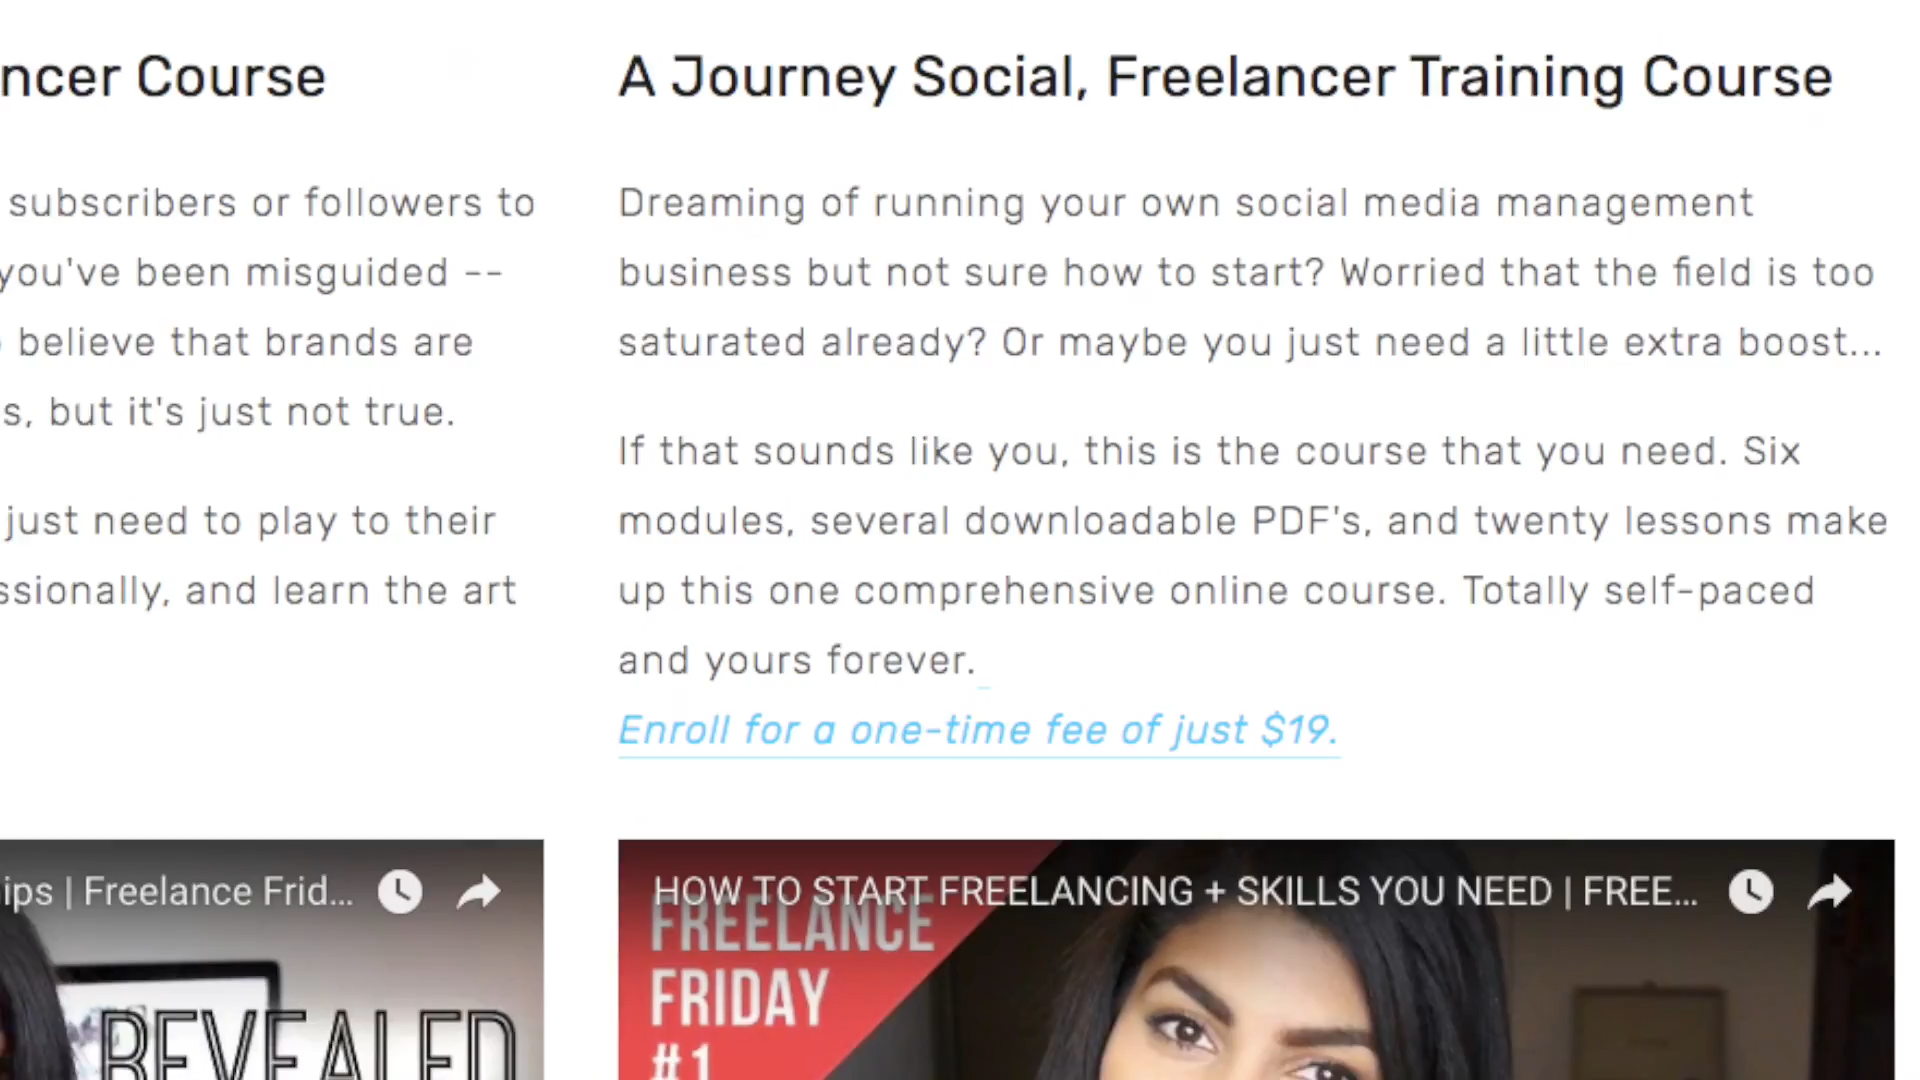 ncer Course
subscribers or followers to
you've been misguided --
believe that brands are
s, but it's just not true.
just need to play to their
ssionally, and learn the art
A Journey Social, Freelancer Training Course
Dreaming of running your own social media management
business but not sure how to start? Worried that the field is too
saturated already? Or maybe you just need a little extra boost...
If that sounds like you, this is the course that you need. Six
modules, several downloadable PDF's, and twenty lessons make
up this one comprehensive online course. Totally self-paced
and yours forever.
Enroll for a one-time fee of just $19.
ips | Freelance Frid...
REVEALED
HOW TO START FREELANCING + SKILLS YOU NEED | FREE...
FREELANCE
FRIDAY
#1